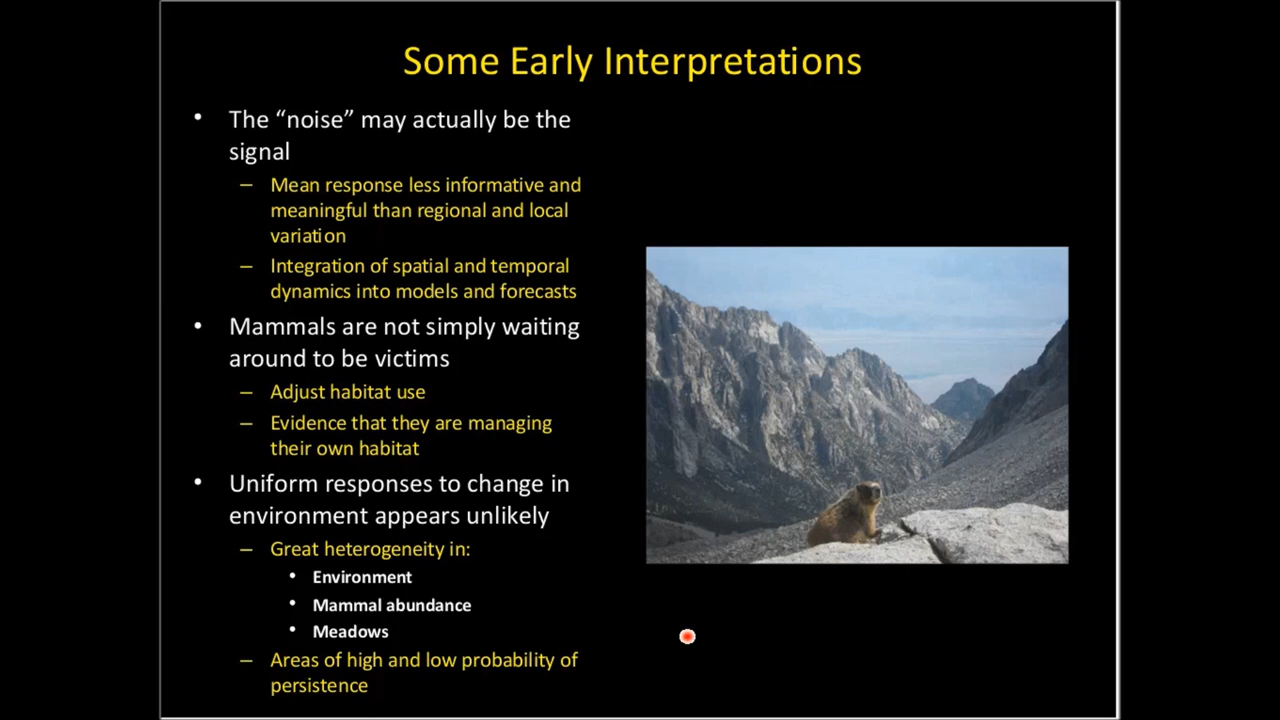 Some Early Interpretations
• The “noise” may actually be the
signal
– Mean response less informative and
meaningful than regional and local
variation
– Integration of spatial and temporal
dynamics into models and forecasts
• Mammals are not simply waiting
around to be victims
– Adjust habitat use
– Evidence that they are managing
their own habitat
• Uniform responses to change in
environment appears unlikely
– Great heterogeneity in:
• Environment
• Mammal abundance
• Meadows
– Areas of high and low probability of
persistence